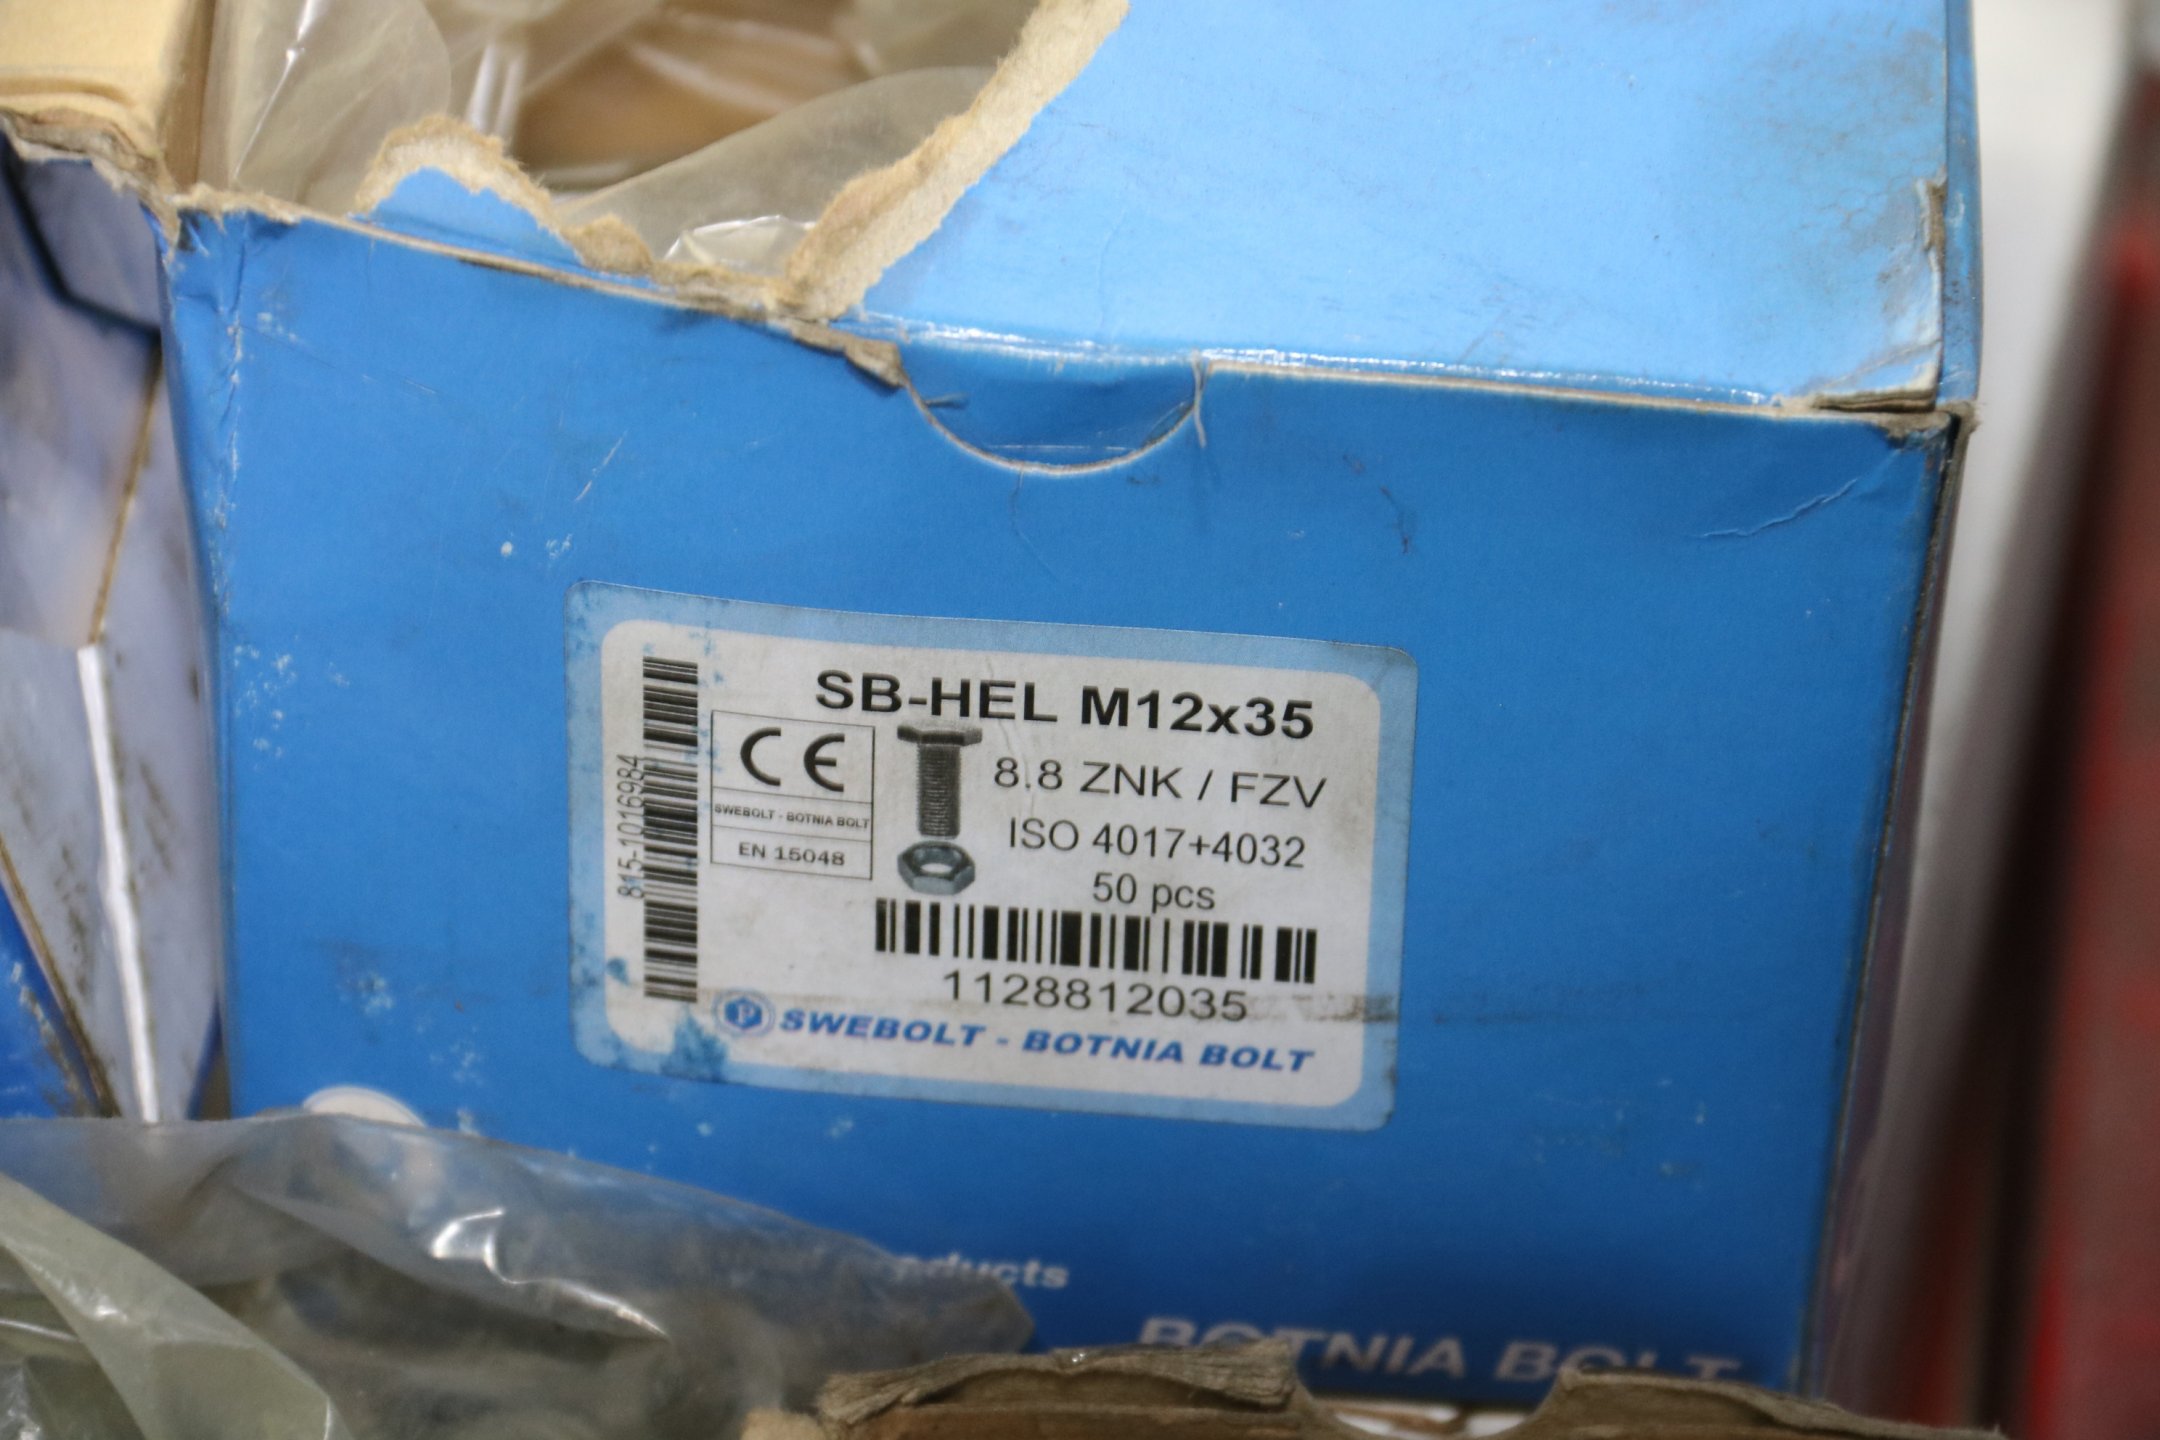 SB-HEL M12x35
CE
SWEBOLT - BOTNIA BOLT
EN 15048
8.8 ZNK / FZV
ISO 4017+4032
50 pcs
815-1016984
1128812035
SWEBOLT - BOTNIA BOLT
BOTNIA BOLT